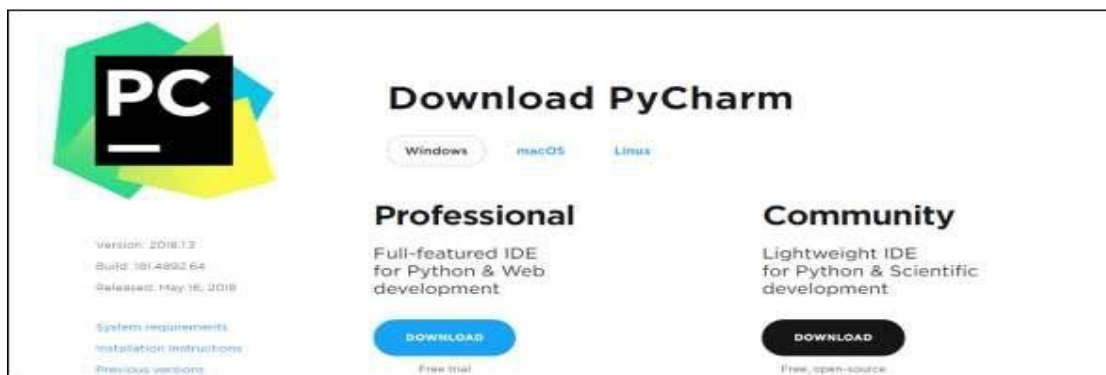 PC
Download PyCharm
Windows macOS Linux
Professional
Full-featured IDE
for Python & Web
development
DOWNLOAD
Free trial
Community
Lightweight IDE
for Python & Scientific
development
DOWNLOAD
Free, open-source
Version: 2018.1.3
Build: 181.4892.64
Released: May 16, 2018
System requirements
Installation Instructions
Previous versions